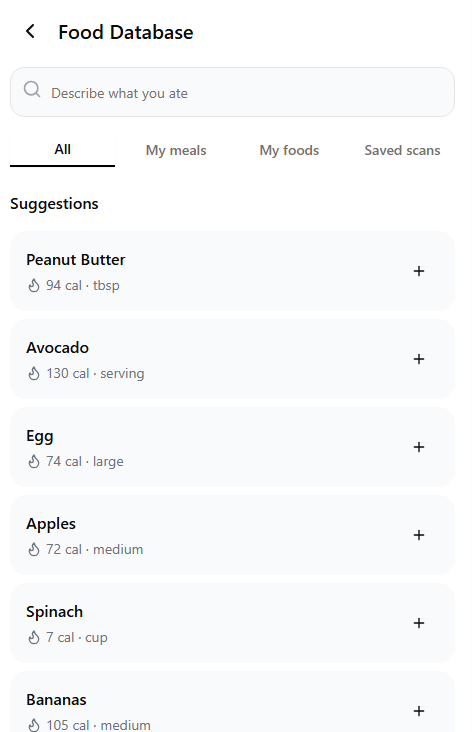 Food Database
Describe what you ate
All My meals My foods Saved scans
Suggestions
Peanut Butter
94 cal · tbsp
Avocado
130 cal · serving
Egg
74 cal · large
Apples
72 cal · medium
Spinach
7 cal · cup
Bananas
105 cal · medium